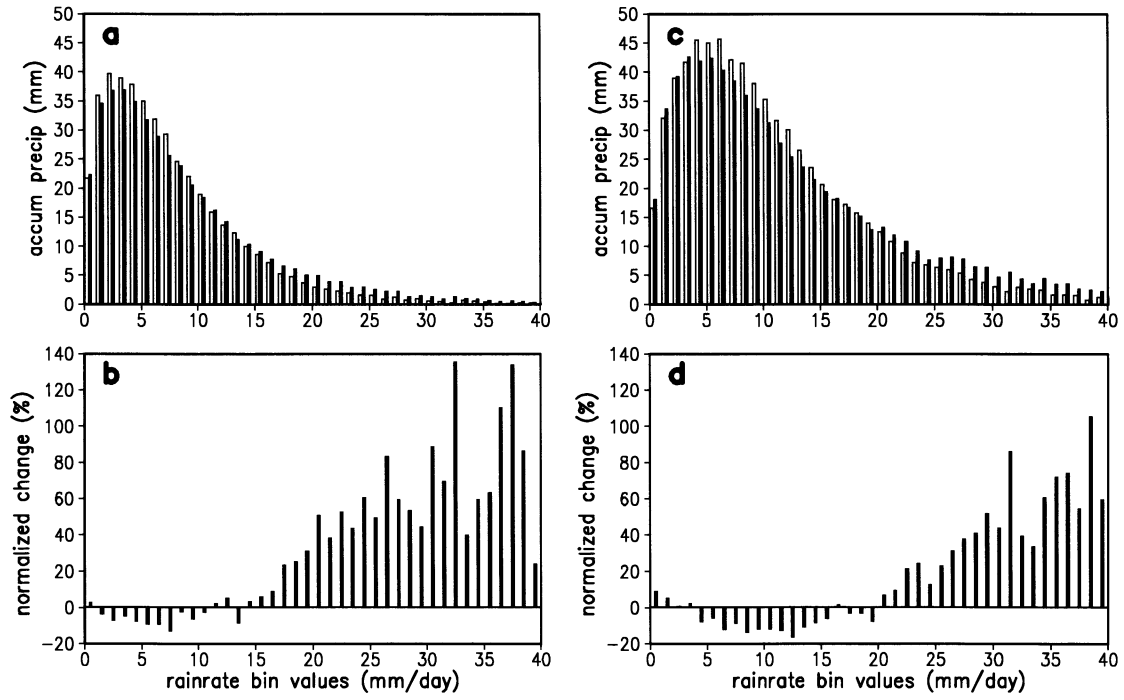 a
accum precip (mm)
50
45
40
35
30
25
20
15
10
5
0
0 5 10 15 20 25 30 35 40
c
accum precip (mm)
50
45
40
35
30
25
20
15
10
5
0
0 5 10 15 20 25 30 35 40
b
normalized change (%)
140
120
100
80
60
40
20
0
−20
0 5 10 15 20 25 30 35 40
rainrate bin values (mm/day)
d
normalized change (%)
140
120
100
80
60
40
20
0
−20
0 5 10 15 20 25 30 35 40
rainrate bin values (mm/day)